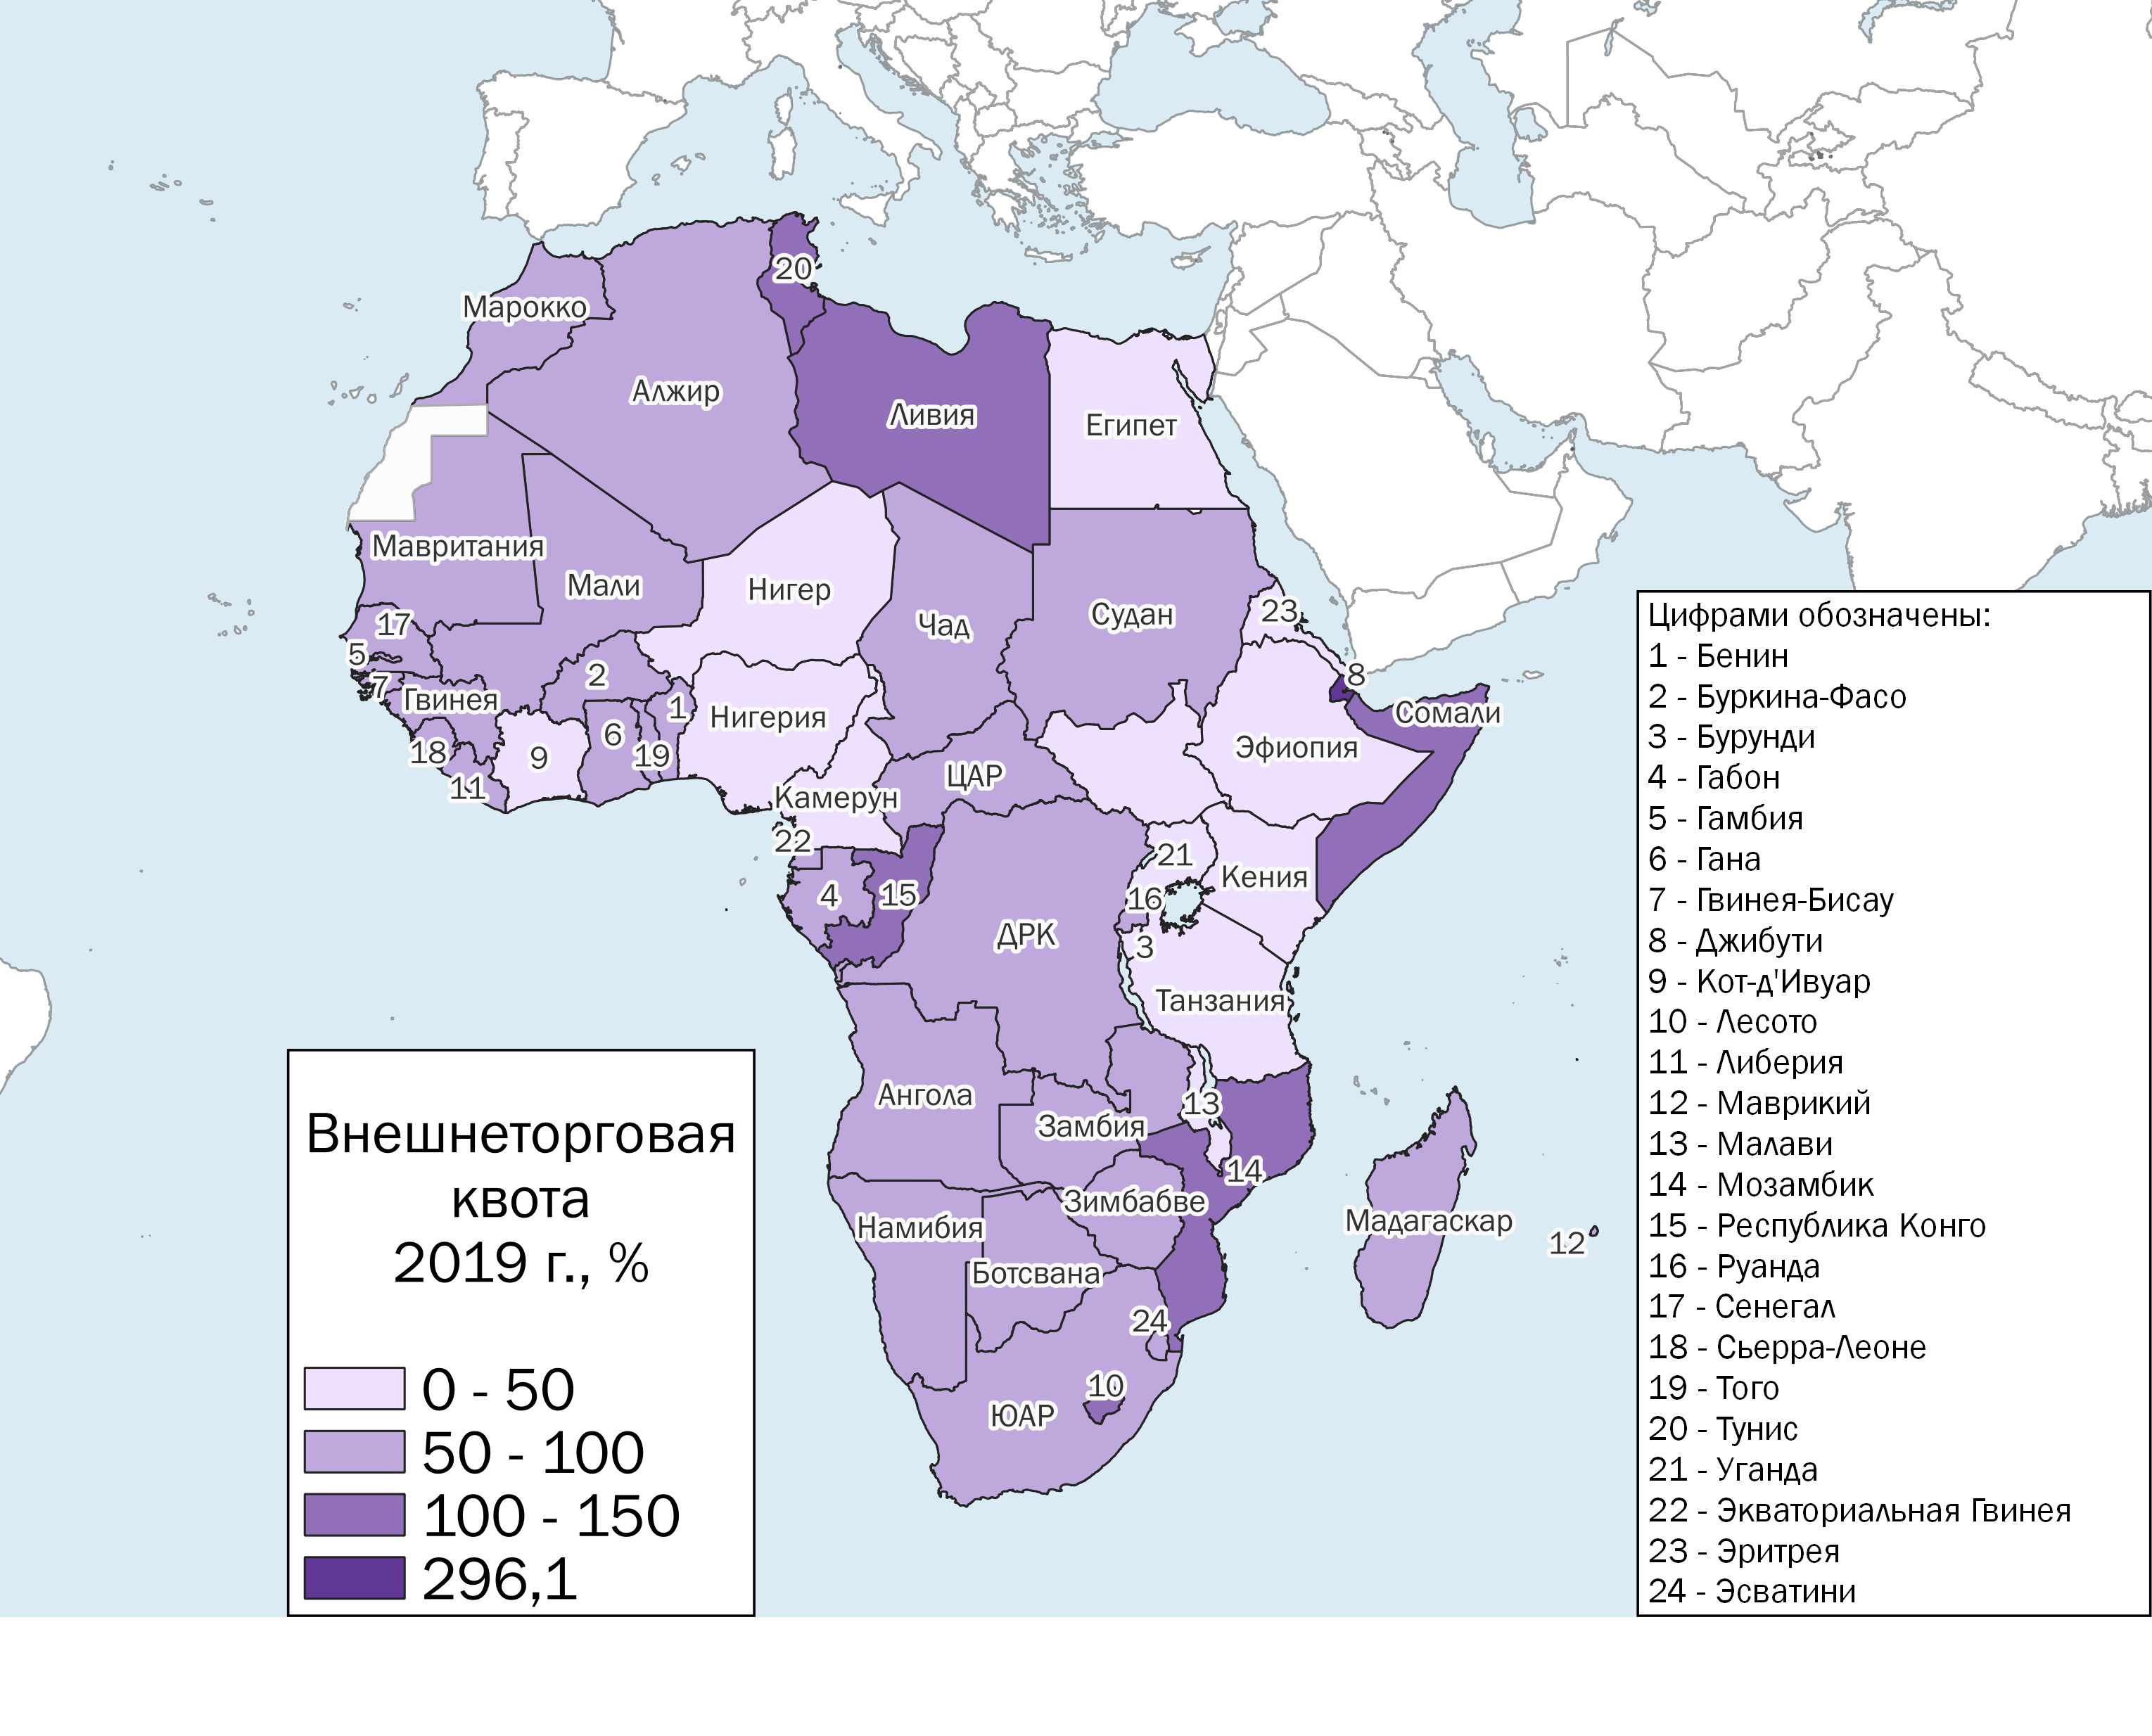 20
Марокко
Алжир
Ливия
Египет
Мавритания
Мали
Нигер
Чад
Судан
23
17
5
7
Гвинея
2
1
Нигерия
8
Сомали
18
9
6
19
Эфиопия
11
ЦАР
Камерун
22
21
4
15
16
Кения
ДРК
3
Танзания
Ангола
Замбия
13
14
Зимбабве
Намибия
Мадагаскар
12
Ботсвана
24
10
ЮАР
Внешнеторговая
квота
2019 г., %
0 - 50
50 - 100
100 - 150
296,1
Цифрами обозначены:
1 - Бенин
2 - Буркина-Фасо
3 - Бурунди
4 - Габон
5 - Гамбия
6 - Гана
7 - Гвинея-Бисау
8 - Джибути
9 - Кот-д'Ивуар
10 - Лесото
11 - Либерия
12 - Маврикий
13 - Малави
14 - Мозамбик
15 - Республика Конго
16 - Руанда
17 - Сенегал
18 - Сьерра-Леоне
19 - Того
20 - Тунис
21 - Уганда
22 - Экваториальная Гвинея
23 - Эритрея
24 - Эсватини